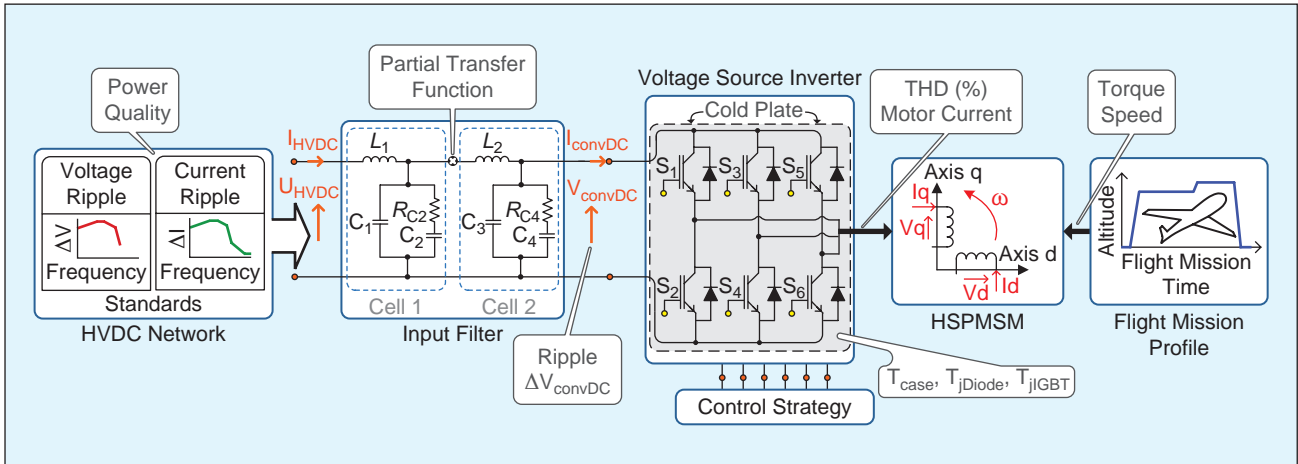 Power
Quality
Voltage
Ripple
ΔV
Frequency
Current
Ripple
ΔI
Frequency
Standards
HVDC Network
I_HVDC
U_HVDC
Partial Transfer
Function
L1
L2
C1
RC2
C2
C3
RC4
C4
Cell 1
Cell 2
Input Filter
I_convDC
V_convDC
Ripple
ΔV_convDC
Voltage Source Inverter
Cold Plate
S1
S3
S5
S2
S4
S6
T_case, T_jDiode, T_jIGBT
Control Strategy
THD (%)
Motor Current
Axis q
Iq
Vq
ω
Axis d
Vd
Id
HSPMSM
Torque
Speed
Altitude
Flight Mission
Time
Flight Mission
Profile